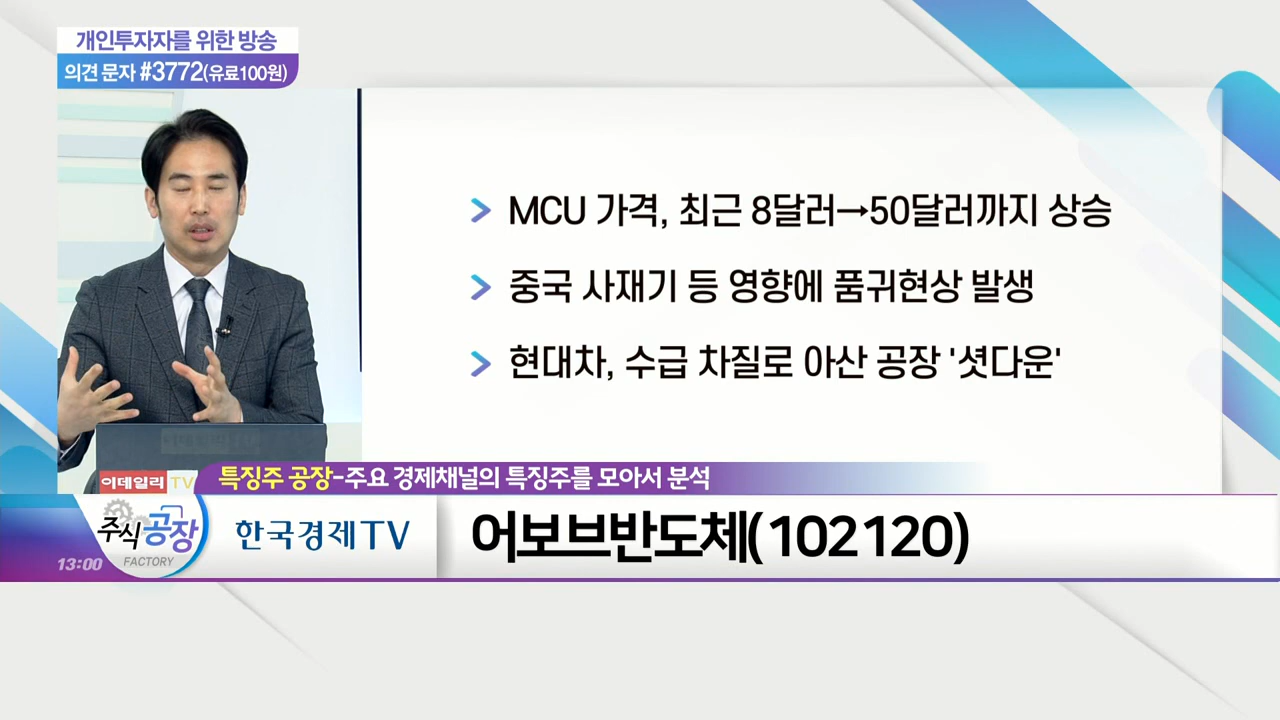 개인투자자를 위한 방송
의견 문자 #3772(유료100원)
MCU 가격, 최근 8달러→50달러까지 상승
중국 사재기 등 영향에 품귀현상 발생
현대차, 수급 차질로 아산 공장 '셧다운'
이데일리 TV
특징주 공장-주요 경제채널의 특징주를 모아서 분석
주식공장
FACTORY
13:00
한국경제TV
어보브반도체(102120)